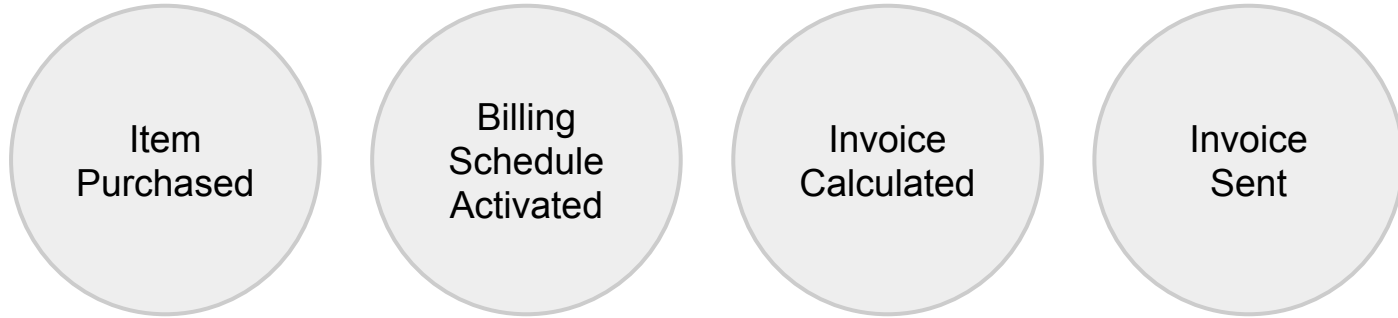 Item
Purchased
Billing
Schedule
Activated
Invoice
Calculated
Invoice
Sent